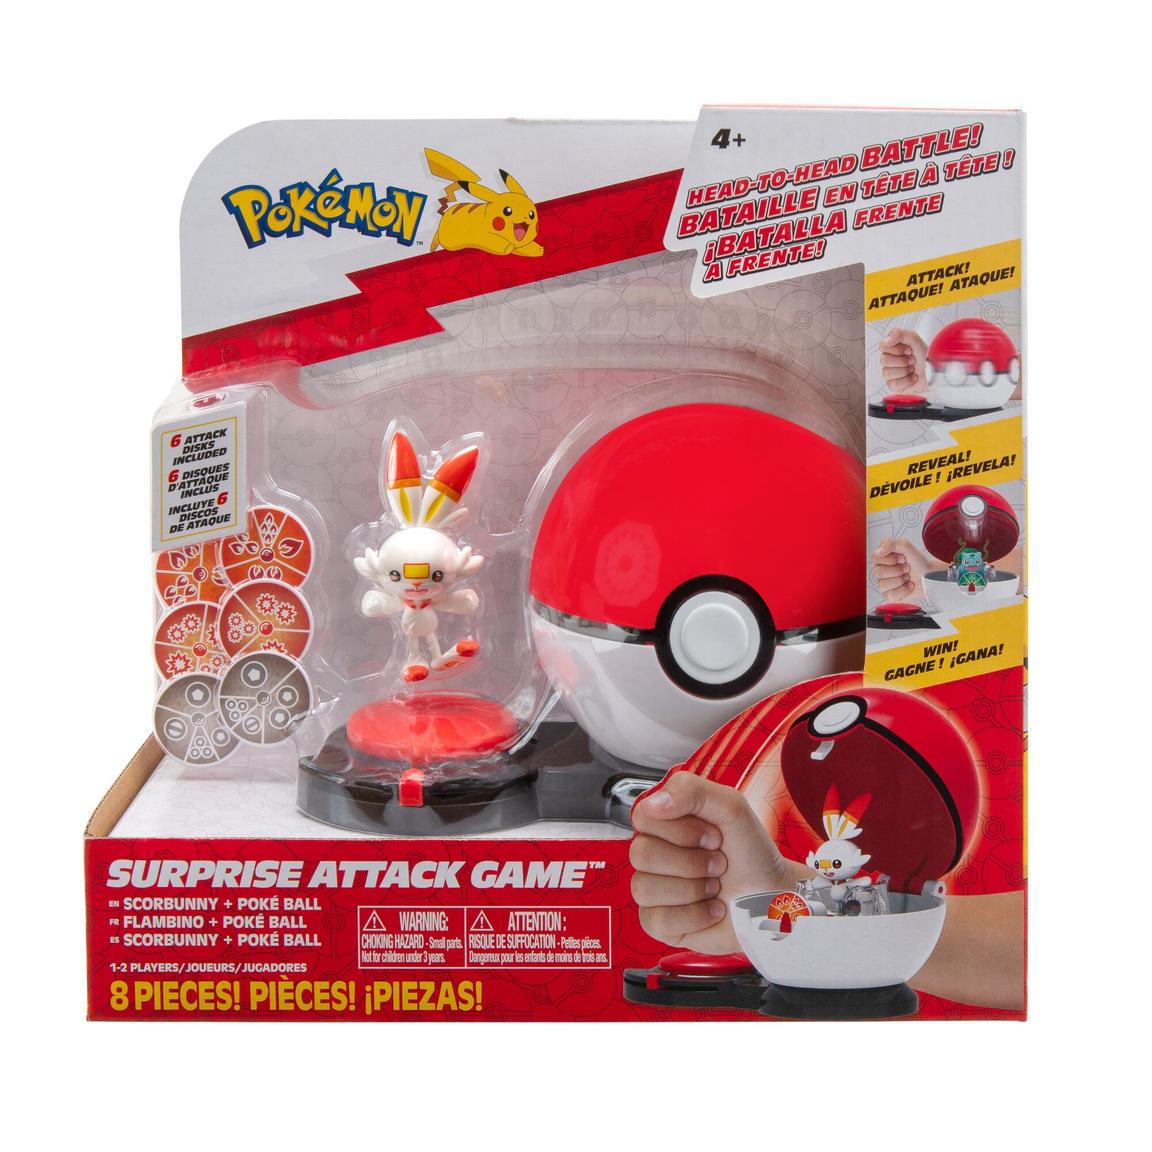 POKéMON™
4+
HEAD-TO-HEAD BATTLE!
BATAILLE EN TÊTE À TÊTE !
¡BATALLA FRENTE
A FRENTE!
ATTACK!
ATTAQUE! ATAQUE!
REVEAL!
DÉVOILE ! ¡REVELA!
WIN!
GAGNE ! ¡GANA!
6 ATTACK
DISKS
INCLUDED
6 DISQUES
D'ATTAQUE
INCLUS
INCLUYE 6
DISCOS
DE ATAQUE
SURPRISE ATTACK GAME™
EN SCORBUNNY + POKÉ BALL
FR FLAMBINO + POKÉ BALL
ES SCORBUNNY + POKÉ BALL
1-2 PLAYERS/JOUEURS/JUGADORES
8 PIECES! PIÈCES! ¡PIEZAS!
WARNING:
CHOKING HAZARD - Small parts.
Not for children under 3 years.
ATTENTION :
RISQUE DE SUFFOCATION - Petites pièces.
Dangereux pour les enfants de moins de trois ans.